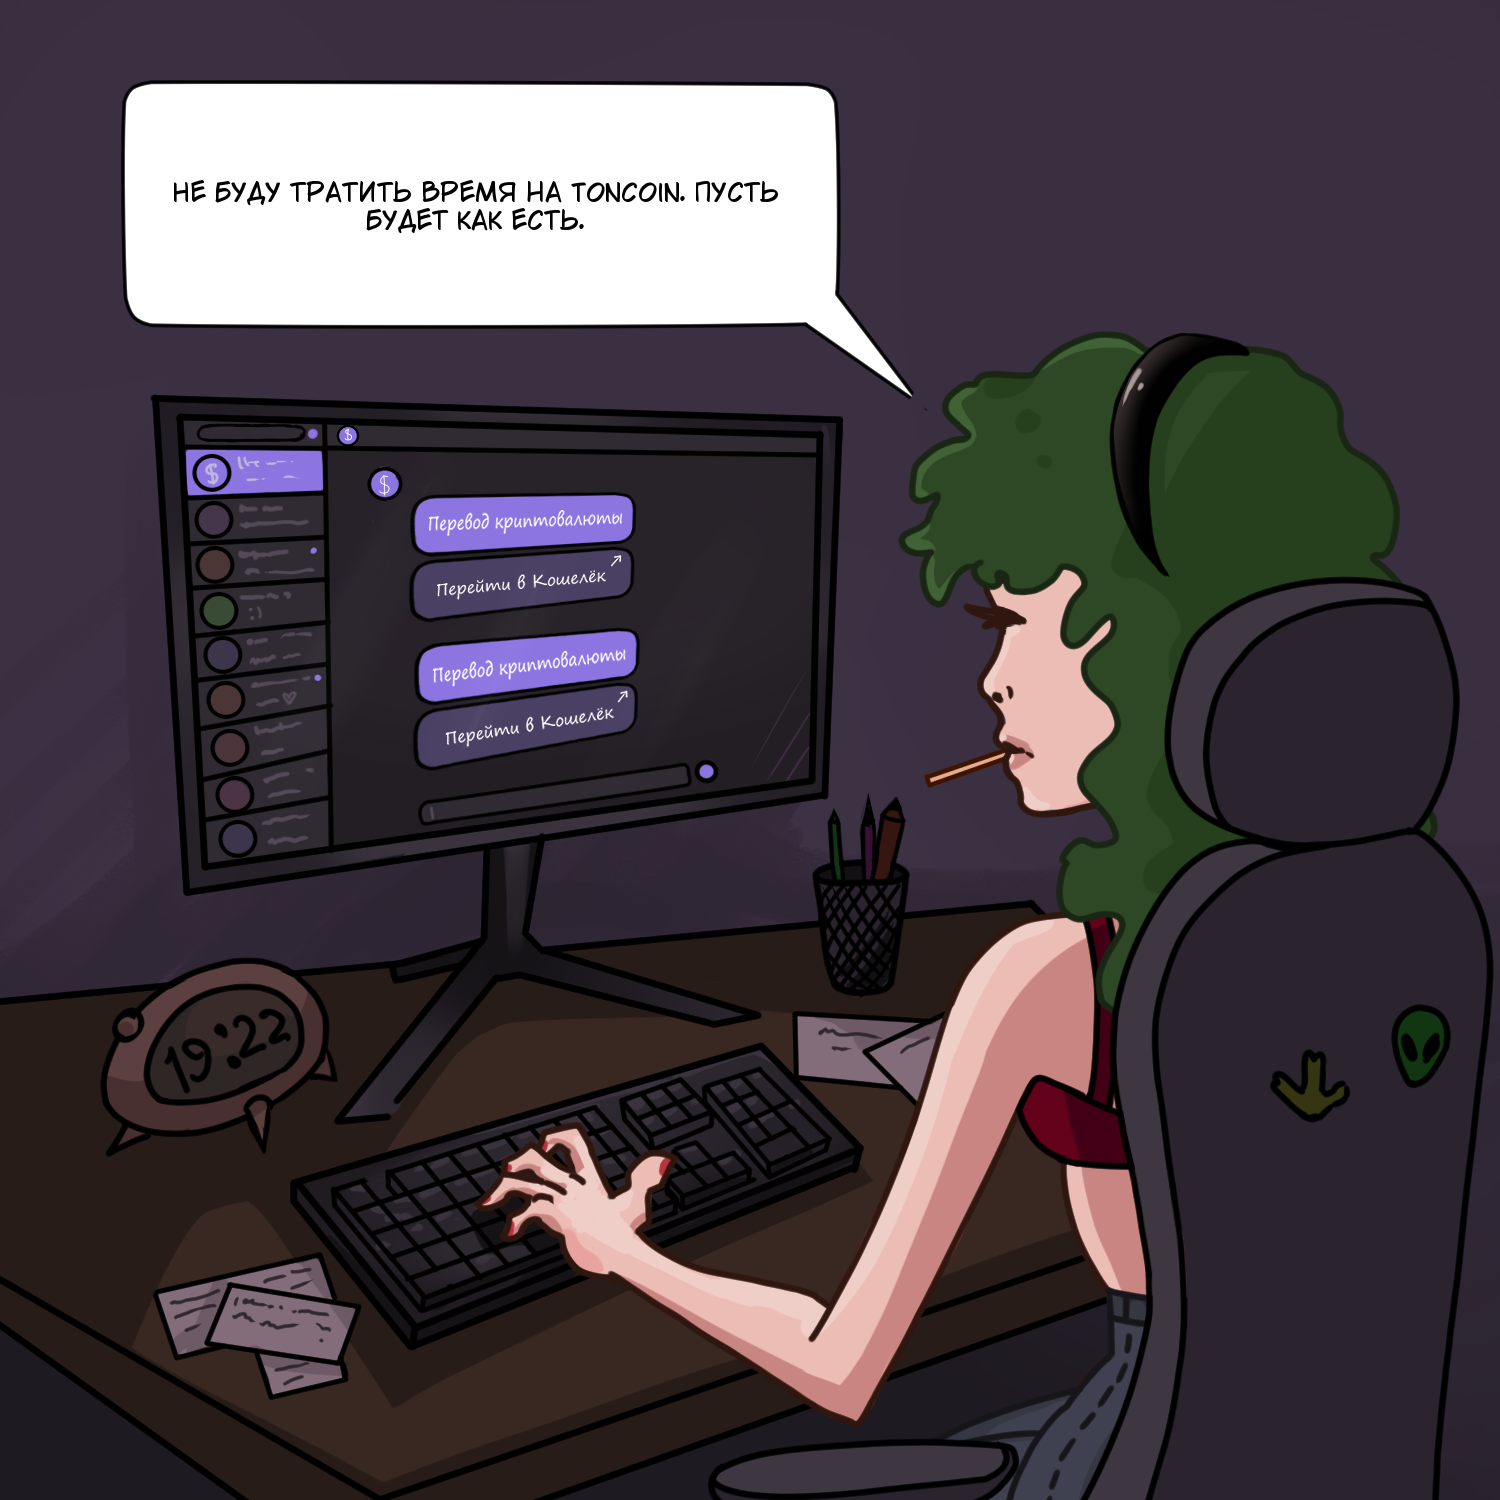 НЕ БУДУ ТРАТИТЬ ВРЕМЯ НА TONCOIN. ПУСТЬ
БУДЕТ КАК ЕСТЬ.
$
$
$
:)
Перевод криптовалюты
Перейти в Кошелёк
Перевод криптовалюты
Перейти в Кошелёк
19:22